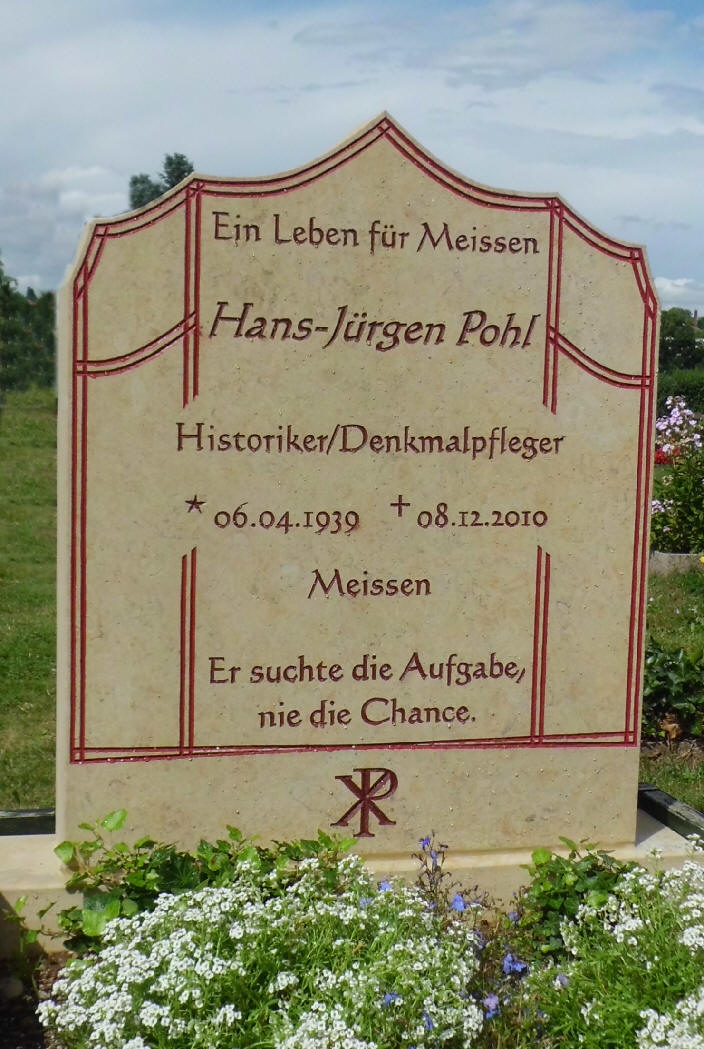 Ein Leben für Meissen
Hans-Jürgen Pohl
Historiker/Denkmalpfleger
* 06.04.1939 † 08.12.2010
Meissen
Er suchte die Aufgabe,
nie die Chance.
☧